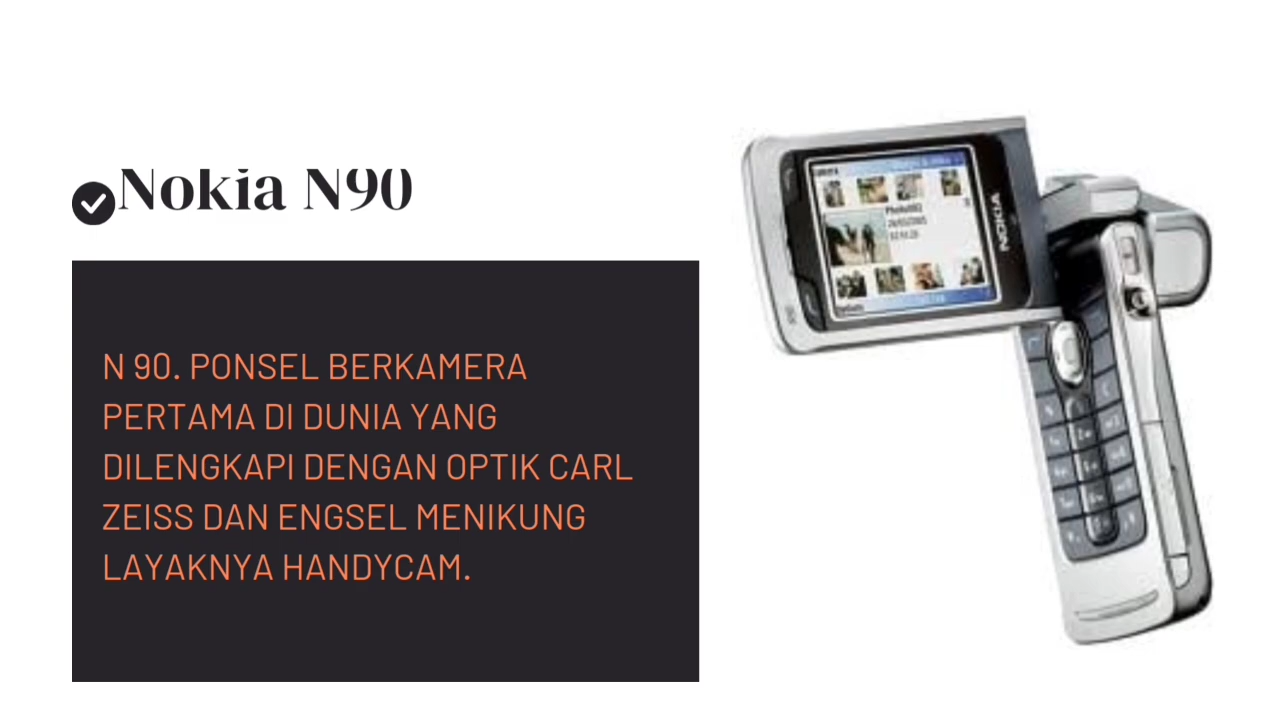 Nokia N90
N 90. PONSEL BERKAMERA
PERTAMA DI DUNIA YANG
DILENGKAPI DENGAN OPTIK CARL
ZEISS DAN ENGSEL MENIKUNG
LAYAKNYA HANDYCAM.
NOKIA